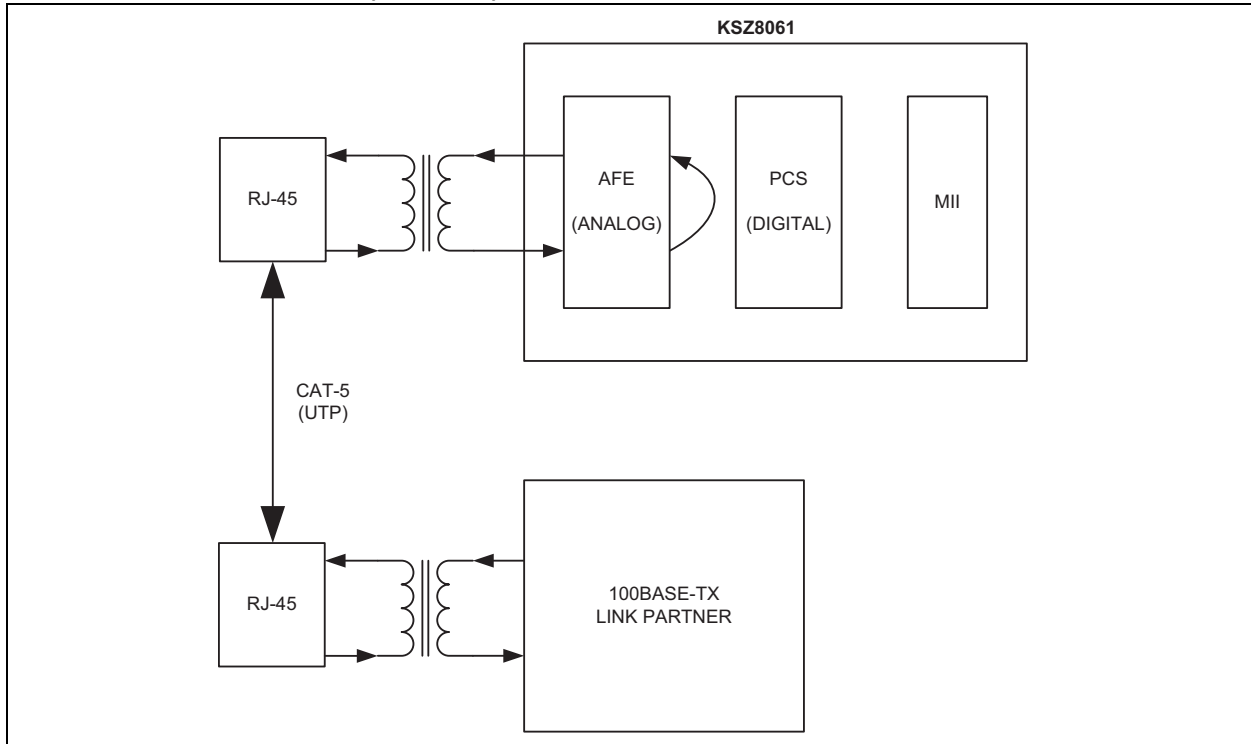 KSZ8061
RJ-45
AFE
(ANALOG)
PCS
(DIGITAL)
MII
CAT-5
(UTP)
RJ-45
100BASE-TX
LINK PARTNER